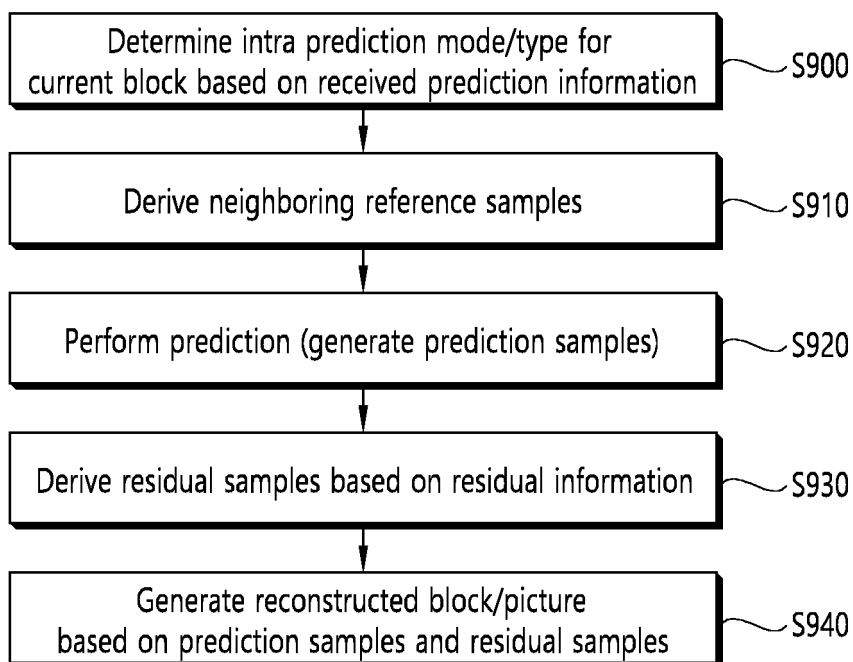 Determine intra prediction mode/type for
current block based on received prediction information
S900
Derive neighboring reference samples
S910
Perform prediction (generate prediction samples)
S920
Derive residual samples based on residual information
S930
Generate reconstructed block/picture
based on prediction samples and residual samples
S940